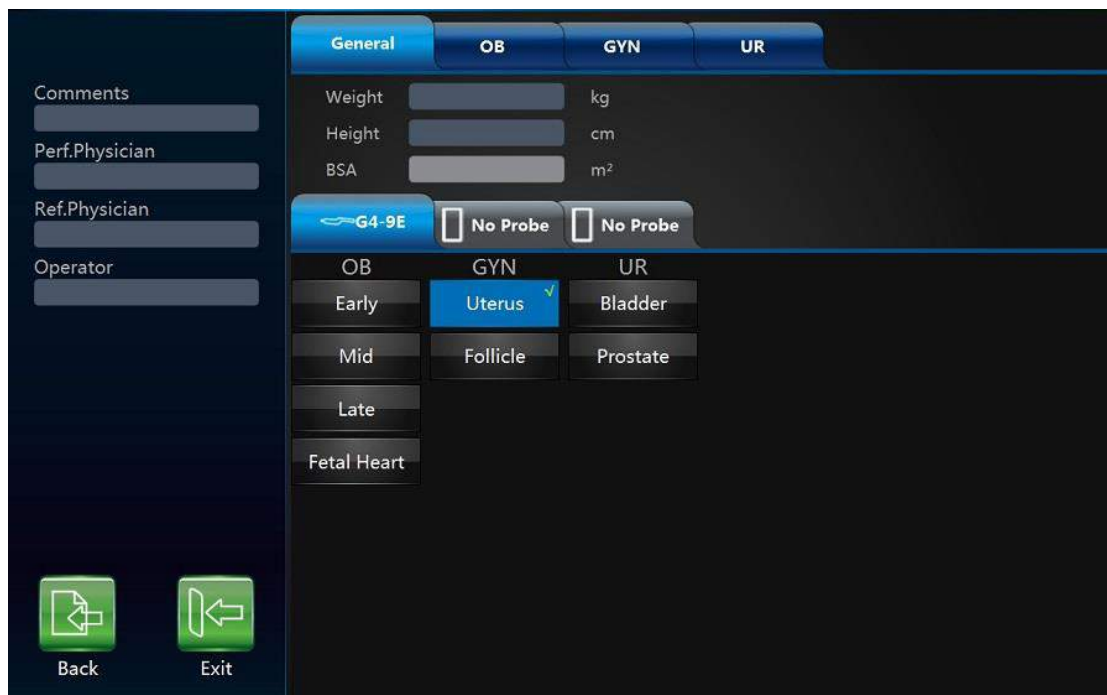 Comments
Perf.Physician
Ref.Physician
Operator
Back Exit
General OB GYN UR
Weight kg
Height cm
BSA m²
G4-9E No Probe No Probe
OB GYN UR
Early Uterus √ Bladder
Mid Follicle Prostate
Late
Fetal Heart